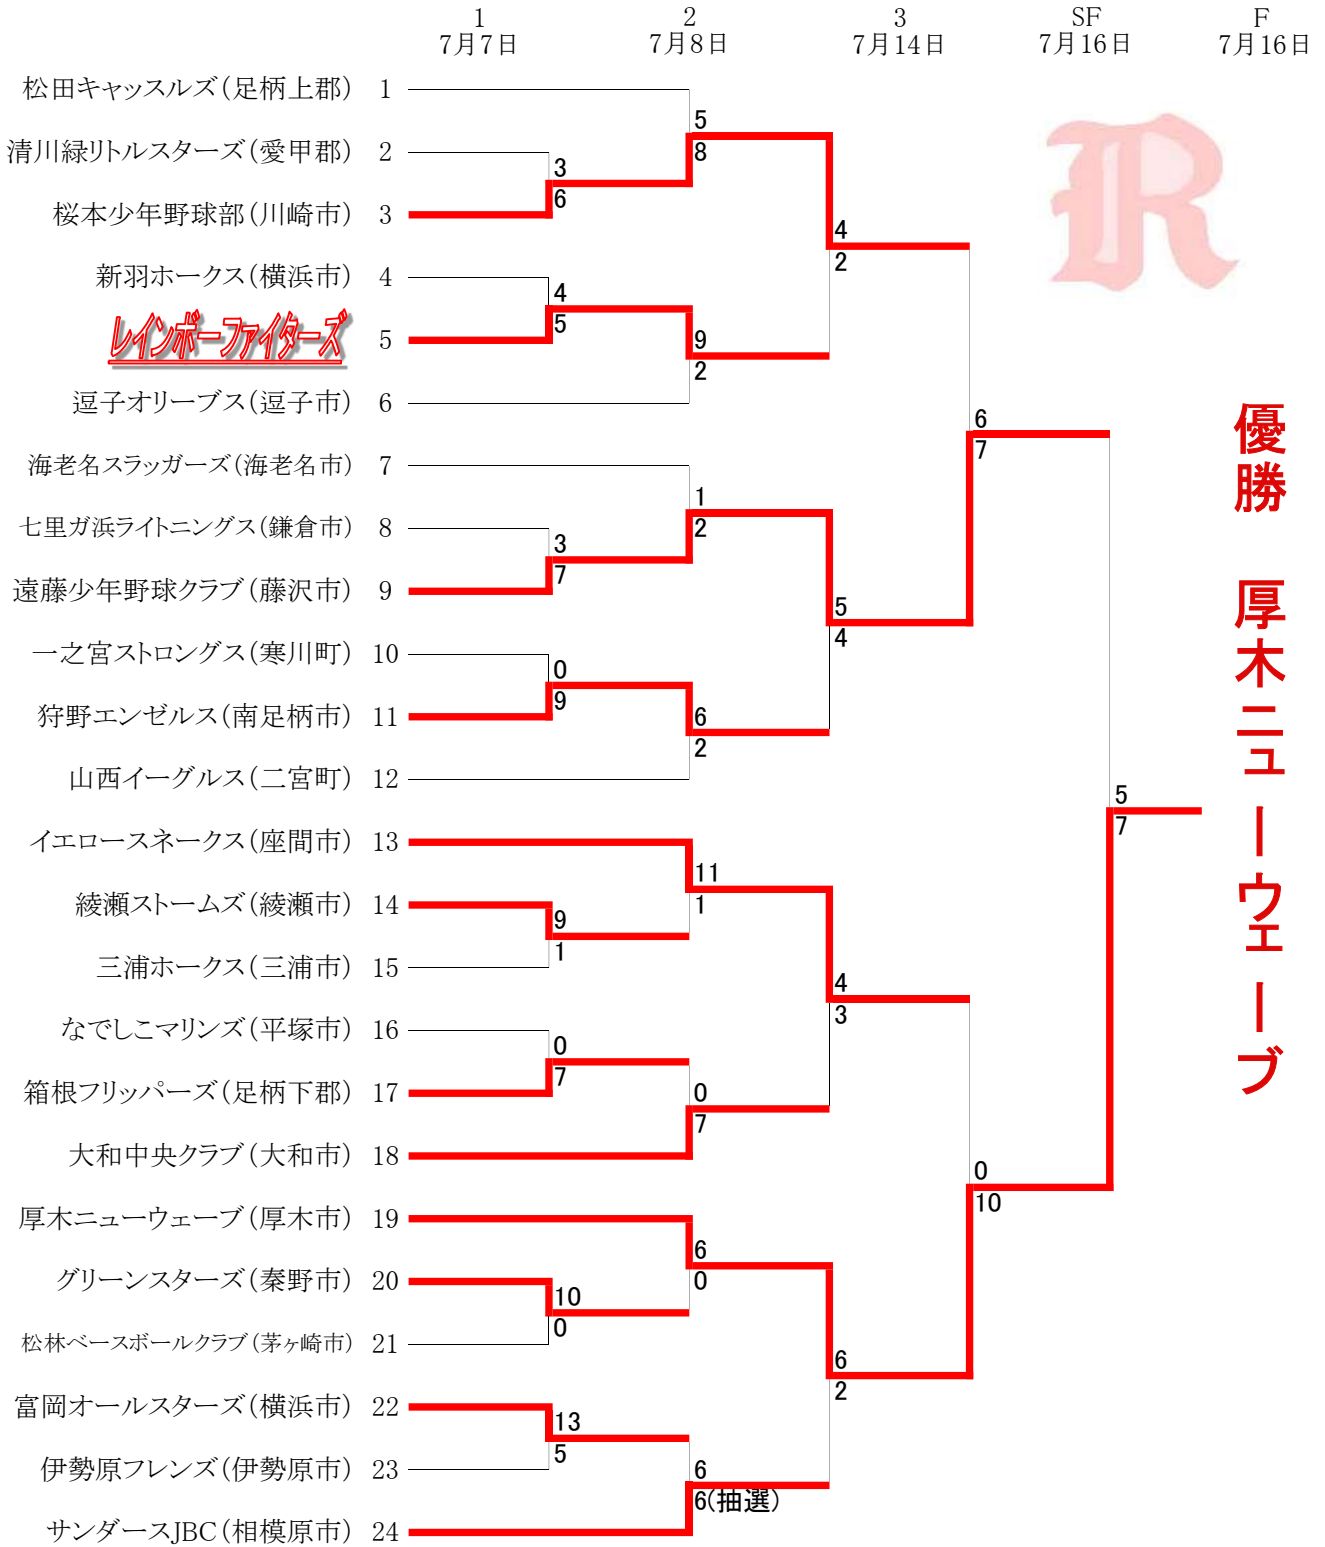 1 2 3 SF F
7月7日 7月8日 7月14日 7月16日 7月16日
松田キャッスルズ(足柄上郡) 1
5
8
清川緑リトルスターズ(愛甲郡) 2
3
6
桜本少年野球部(川崎市) 3
4
2
新羽ホークス(横浜市) 4
4
5
レインボーファイターズ 5
9
2
逗子オリーブス(逗子市) 6
6
7
海老名スラッガーズ(海老名市) 7
1
2
七里ガ浜ライトニングス(鎌倉市) 8
3
7
遠藤少年野球クラブ(藤沢市) 9
5
4
一之宮ストロングス(寒川町) 10
0
9
狩野エンゼルス(南足柄市) 11
6
2
山西イーグルス(二宮町) 12
5
7
イエロースネークス(座間市) 13
11
1
綾瀬ストームズ(綾瀬市) 14
9
1
三浦ホークス(三浦市) 15
4
3
なでしこマリンズ(平塚市) 16
0
7
箱根フリッパーズ(足柄下郡) 17
0
7
大和中央クラブ(大和市) 18
0
10
厚木ニューウェーブ(厚木市) 19
6
0
グリーンスターズ(秦野市) 20
10
0
松林ベースボールクラブ(茅ヶ崎市) 21
6
2
富岡オールスターズ(横浜市) 22
13
5
伊勢原フレンズ(伊勢原市) 23
6
6(抽選)
サンダースJBC(相模原市) 24
優勝 厚木ニューウェーブ
R